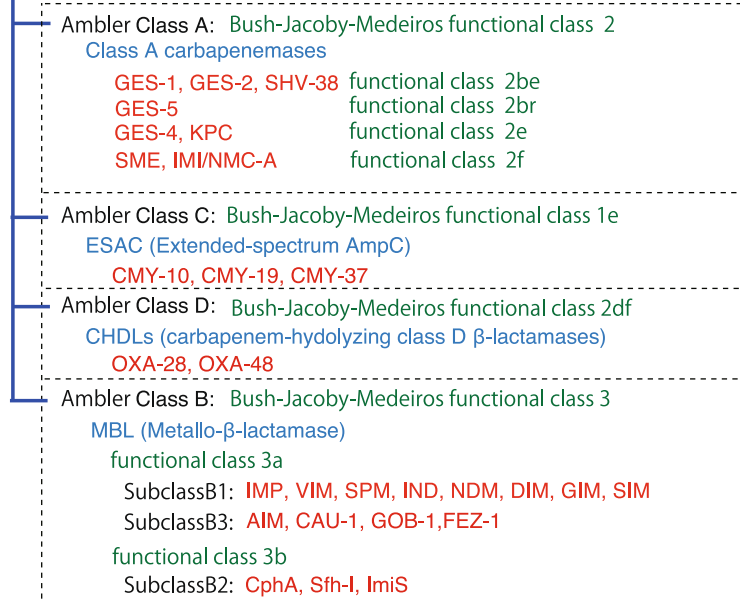 Ambler Class A: Bush-Jacoby-Medeiros functional class 2
Class A carbapenemases
GES-1, GES-2, SHV-38 functional class 2be
GES-5 functional class 2br
GES-4, KPC functional class 2e
SME, IMI/NMC-A functional class 2f
Ambler Class C: Bush-Jacoby-Medeiros functional class 1e
ESAC (Extended-spectrum AmpC)
CMY-10, CMY-19, CMY-37
Ambler Class D: Bush-Jacoby-Medeiros functional class 2df
CHDLs (carbapenem-hydolyzing class D β-lactamases)
OXA-28, OXA-48
Ambler Class B: Bush-Jacoby-Medeiros functional class 3
MBL (Metallo-β-lactamase)
functional class 3a
SubclassB1: IMP, VIM, SPM, IND, NDM, DIM, GIM, SIM
SubclassB3: AIM, CAU-1, GOB-1,FEZ-1
functional class 3b
SubclassB2: CphA, Sfh-I, ImiS